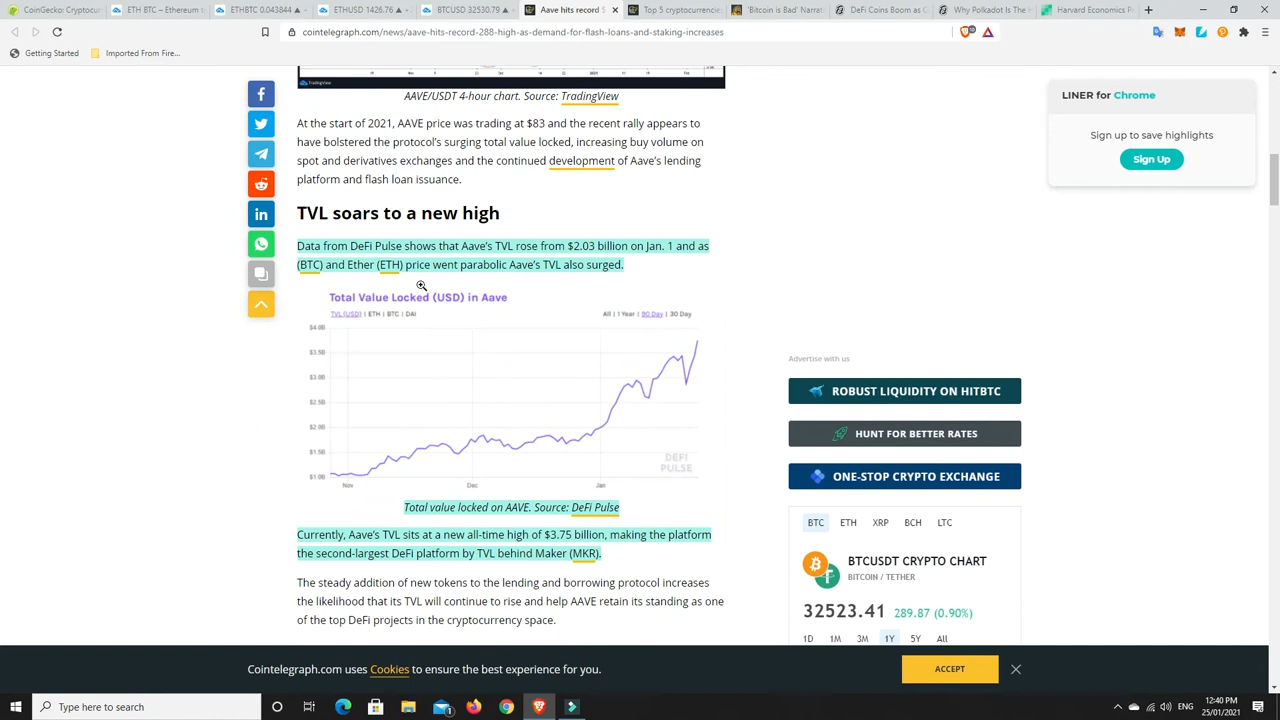 CoinGecko: Cryptocu
ETH BTC – Ethereum t
ETHBTC 0.043844 ▲
ETHUSD 1426.76 ▲
BTCUSD 32530.79 ▲
Aave hits record $
Top 5 cryptocurrencie
'Bitcoin is Bad' Narrat
DeFi Coins Boom as C
Why Polkadot Is The
Harvard Economics P
cointelegraph.com/news/aave-hits-record-288-high-as-demand-for-flash-loans-and-staking-increases
Getting Started
Imported From Fire...
TradingView
AAVE/USDT 4-hour chart. Source: TradingView
At the start of 2021, AAVE price was trading at $83 and the recent rally appears to
have bolstered the protocol's surging total value locked, increasing buy volume on
spot and derivatives exchanges and the continued development of Aave's lending
platform and flash loan issuance.
TVL soars to a new high
Data from DeFi Pulse shows that Aave's TVL rose from $2.03 billion on Jan. 1 and as
(BTC) and Ether (ETH) price went parabolic Aave's TVL also surged.
Total Value Locked (USD) in Aave
TVL (USD) | ETH | BTC | DAI
All | 1 Year | 90 Day | 30 Day
$4.0B
$3.5B
$3.0B
$2.5B
$2.0B
$1.5B
$1.0B
Nov
Dec
Jan
DEFI
PULSE
Total value locked on AAVE. Source: DeFi Pulse
Currently, Aave's TVL sits at a new all-time high of $3.75 billion, making the platform
the second-largest DeFi platform by TVL behind Maker (MKR).
The steady addition of new tokens to the lending and borrowing protocol increases
the likelihood that its TVL will continue to rise and help AAVE retain its standing as one
of the top DeFi projects in the cryptocurrency space.
LINER for Chrome
Sign up to save highlights
Sign Up
Advertise with us
ROBUST LIQUIDITY ON HITBTC
HUNT FOR BETTER RATES
ONE-STOP CRYPTO EXCHANGE
BTC ETH XRP BCH LTC
BTCUSDT CRYPTO CHART
BITCOIN / TETHER
32523.41 289.87 (0.90%)
1D 1M 3M 1Y 5Y All
Cointelegraph.com uses Cookies to ensure the best experience for you.
ACCEPT
Type here to search
12:40 PM
25/01/2021